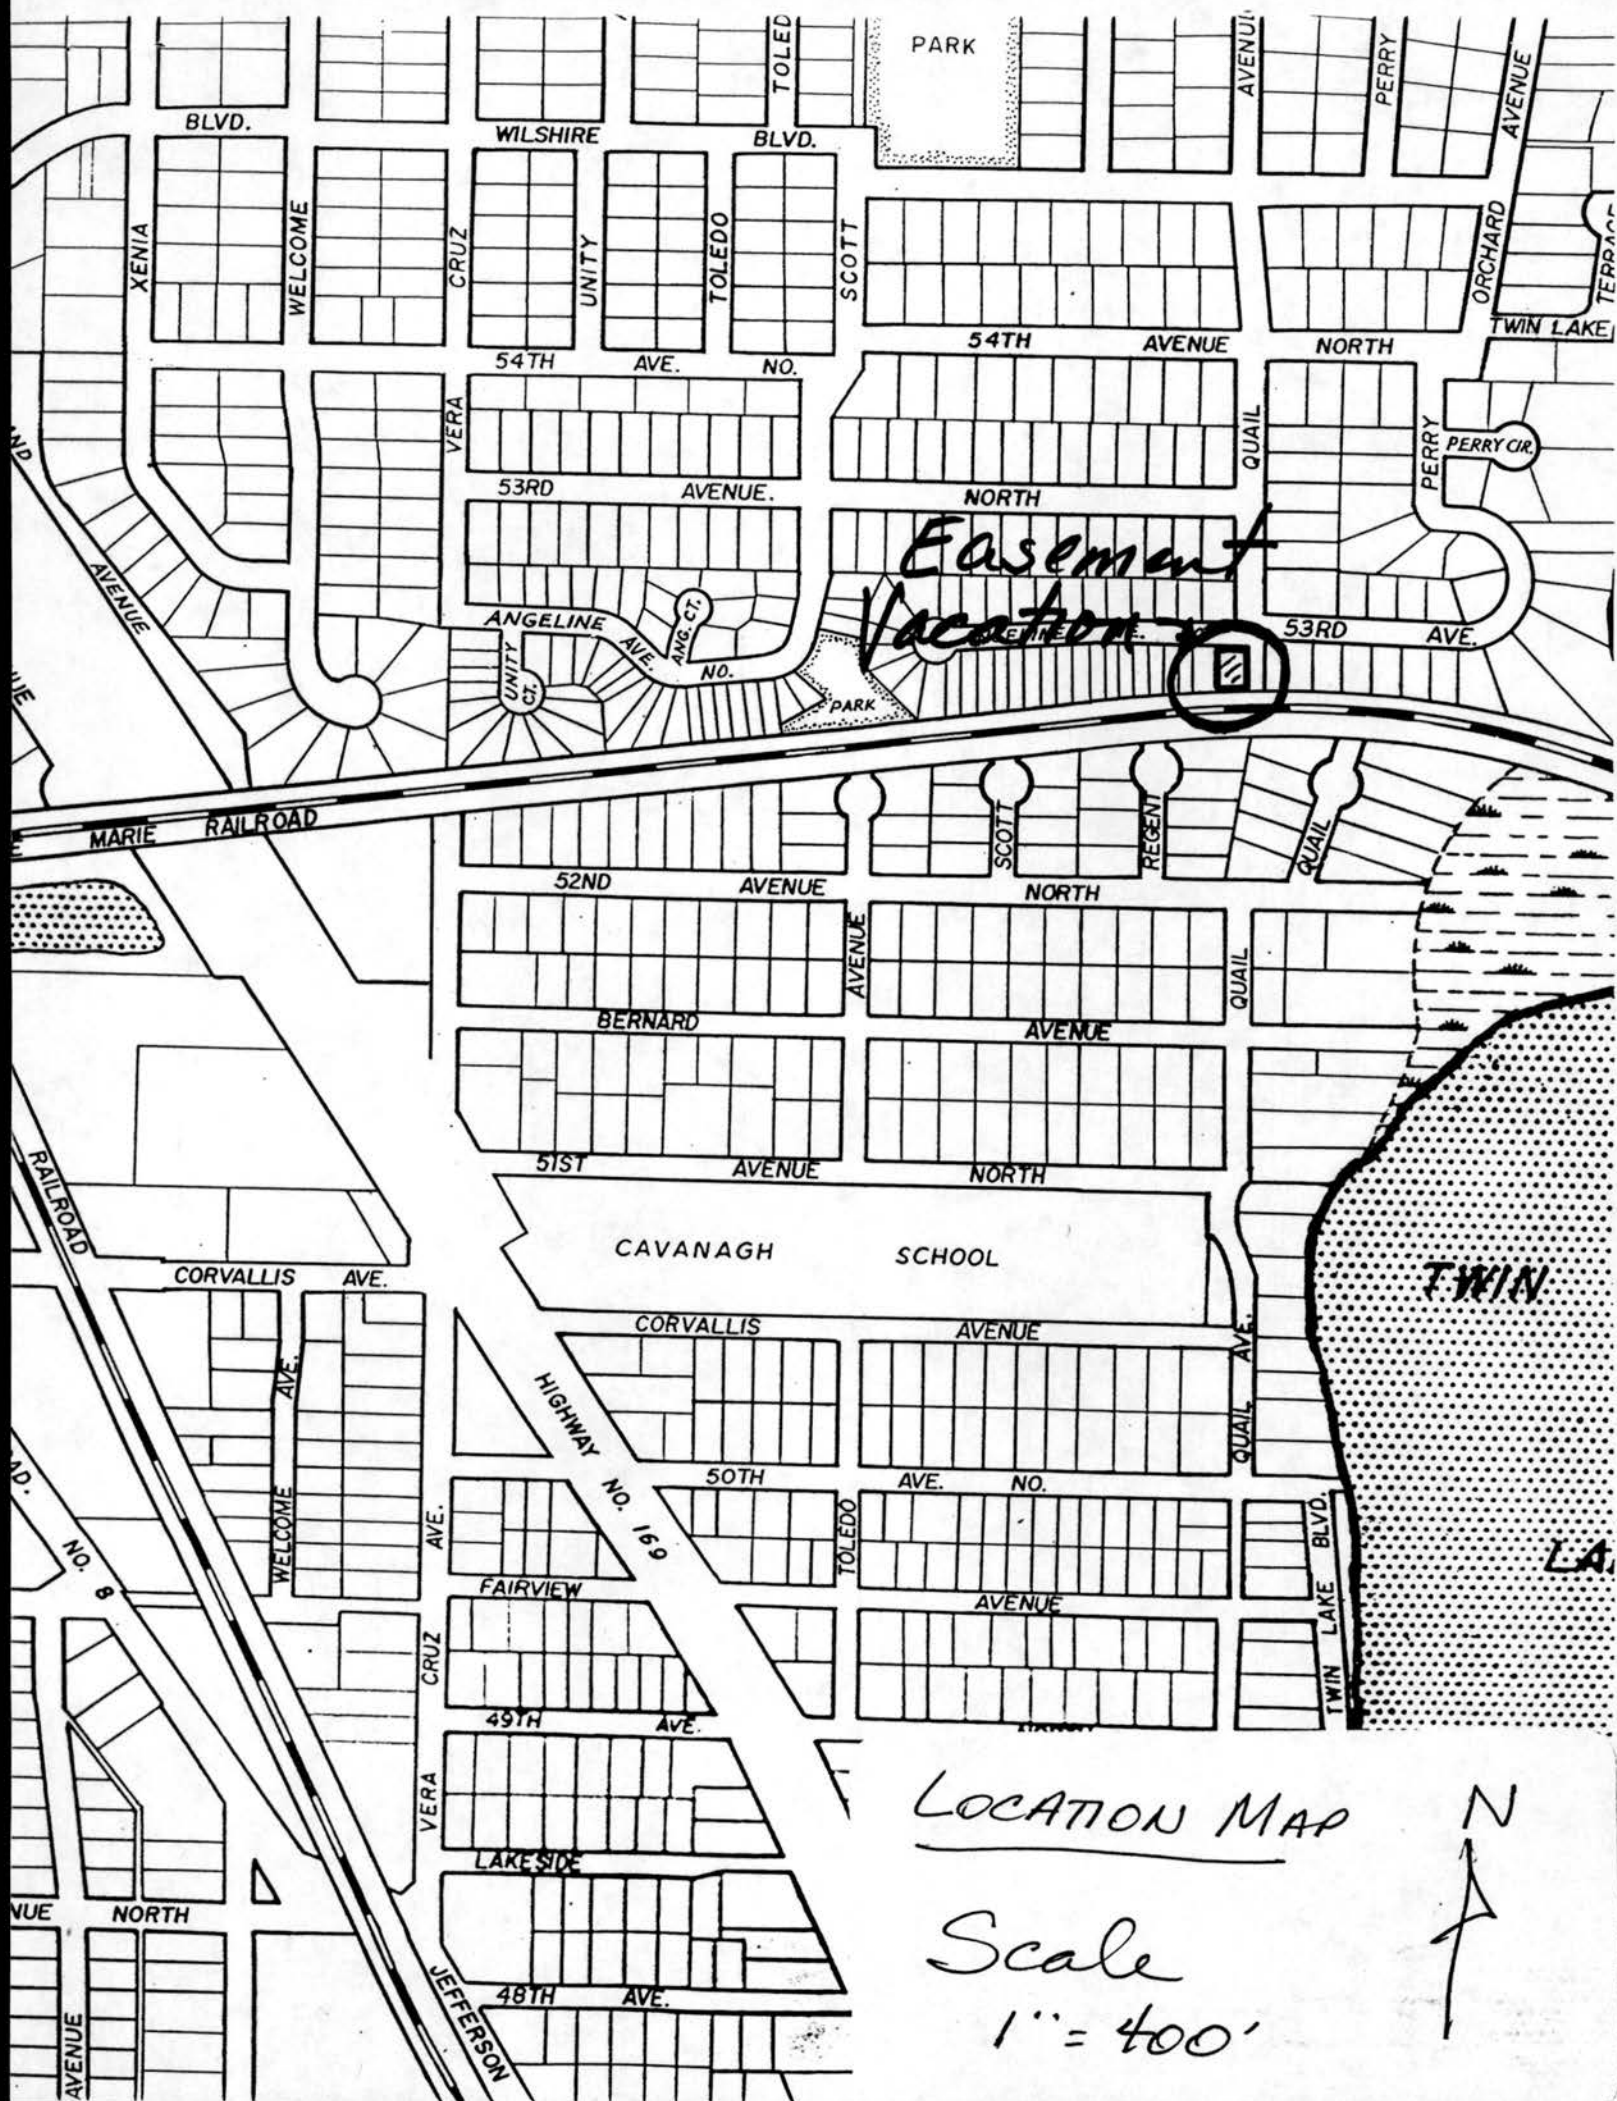 PARK
TOLED
AVENUE
PERRY
AVENUE
BLVD.
WILSHIRE
BLVD.
XENIA
WELCOME
CRUZ
UNITY
TOLEDO
SCOTT
ORCHARD
TERRACE
TWIN LAKE
54TH AVE. NO.
54TH AVENUE NORTH
VERA
QUAIL
PERRY
PERRY CIR.
53RD AVENUE.
NORTH
Easement
Vacation
AVENUE
ANGELINE AVE. NO.
ANG. CT.
UNITY CT.
53RD AVE.
PARK
MARIE RAILROAD
SCOTT
REGENT
QUAIL
52ND AVENUE NORTH
AVENUE
QUAIL
BERNARD AVENUE
51ST AVENUE NORTH
RAILROAD
CAVANAGH SCHOOL
TWIN
CORVALLIS AVE.
CORVALLIS AVENUE
QUAIL AVE.
WELCOME AVE.
HIGHWAY NO. 169
50TH AVE. NO.
TOLEDO
TWIN LAKE BLVD.
LA
NO. 8
FAIRVIEW AVENUE
VERA CRUZ AVE.
49TH AVE.
LAKESIDE
NUE NORTH
AVENUE
JEFFERSON
48TH AVE.
LOCATION MAP
N
Scale
1" = 400'